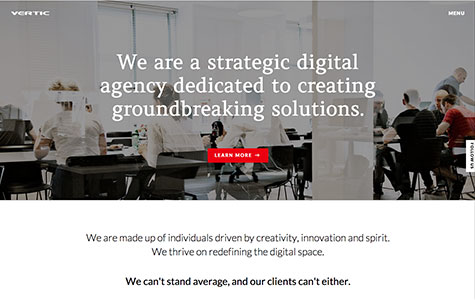 VERTIC
MENU
We are a strategic digital
agency dedicated to creating
groundbreaking solutions.
LEARN MORE →
FOLLOW US
We are made up of individuals driven by creativity, innovation and spirit.
We thrive on redefining the digital space.
We can't stand average, and our clients can't either.